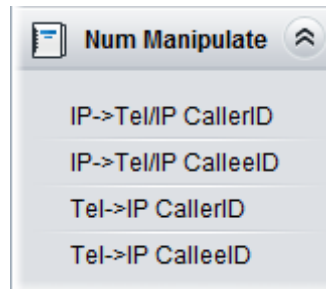 Num Manipulate
IP->Tel/IP CallerID
IP->Tel/IP CalleeID
Tel->IP CallerID
Tel->IP CalleeID